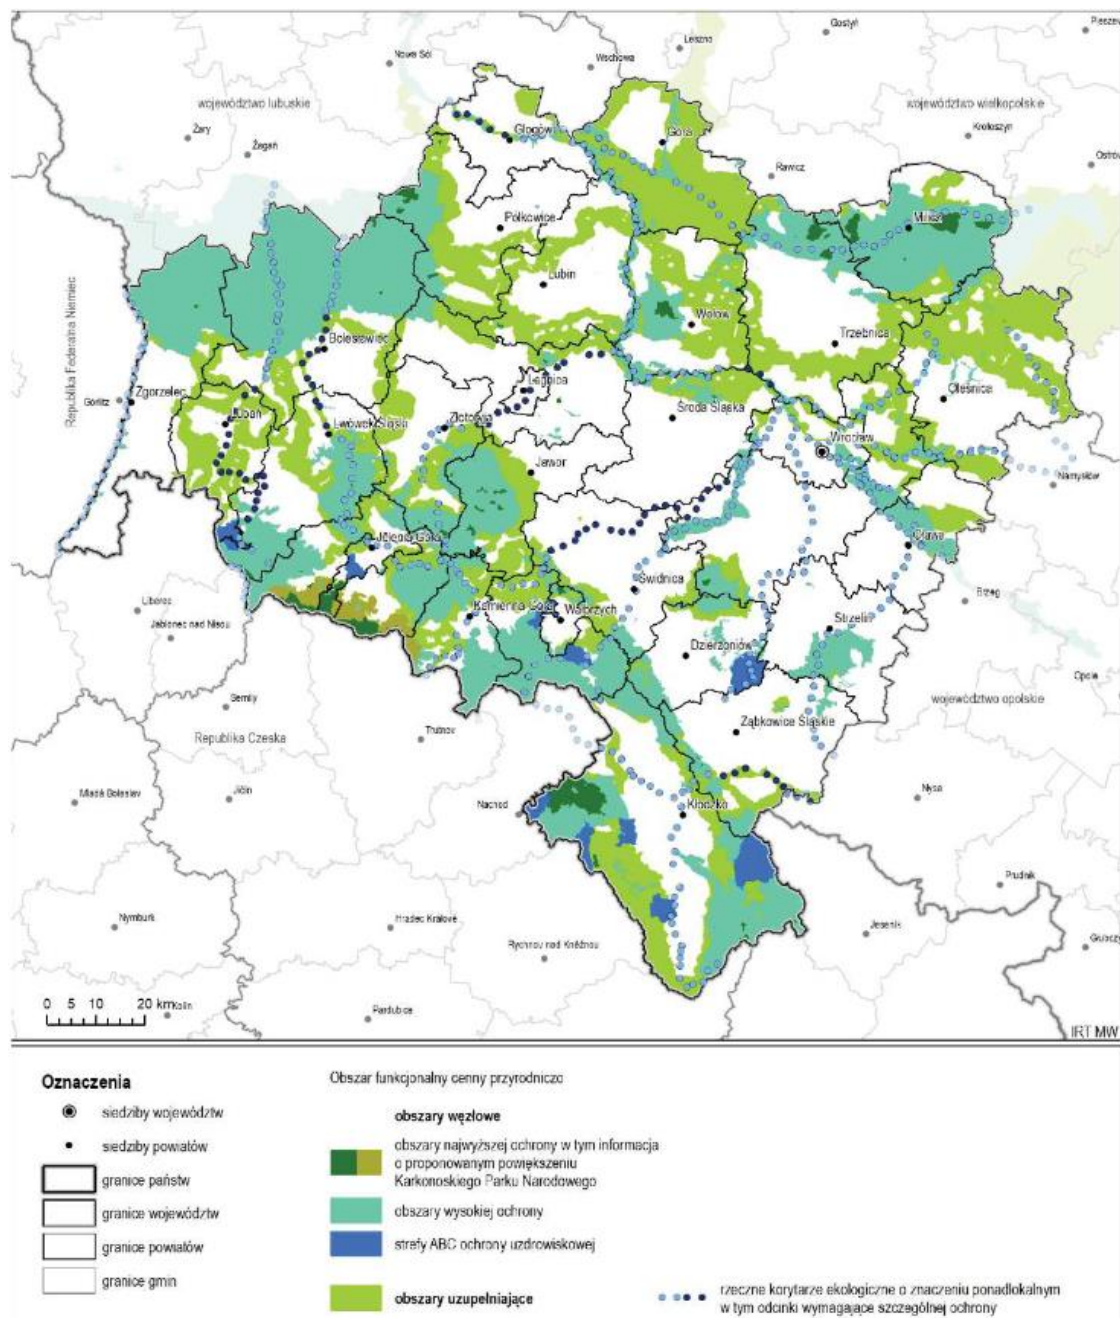 Gostyń
Pleszew
Leszno
Nowa Sól
Wschowa
województwo lubuskie
województwo wielkopolskie
Żary
Głogów
Góra
Krotoszyn
Żagań
Rawicz
Ostrów
Polkowice
Milicz
Lubin
Republika Federalna Niemiec
Wołów
Trzebnica
Bolesławiec
Legnica
Oleśnica
Görlitz
Zgorzelec
Lubań
Środa Śląska
Lwówek Śląski
Złotoryja
Wrocław
Jawor
Namysłów
Jelenia Góra
Oława
Świdnica
Liberec
Kamienna Góra
Wałbrzych
Brzeg
Jablonec nad Nisou
Strzelin
Dzierżoniów
Opole
Semily
województwo opolskie
Ząbkowice Śląskie
Republika Czeska
Trutnov
Mladá Boleslav
Jičín
Nysa
Náchod
Kłodzko
Prudnik
Nymburk
Hradec Králové
Jeseník
Rychnov nad Kněžnou
Głubczy
0 5 10 20 km
Kolín
Pardubice
IRT MW
Oznaczenia
siedziby województw
siedziby powiatów
granice państw
granice województw
granice powiatów
granice gmin
Obszar funkcjonalny cenny przyrodniczo
obszary węzłowe
obszary najwyższej ochrony w tym informacja
o proponowanym powiększeniu
Karkonoskiego Parku Narodowego
obszary wysokiej ochrony
strefy ABC ochrony uzdrowiskowej
obszary uzupełniające
rzeczne korytarze ekologiczne o znaczeniu ponadlokalnym
w tym odcinki wymagające szczególnej ochrony